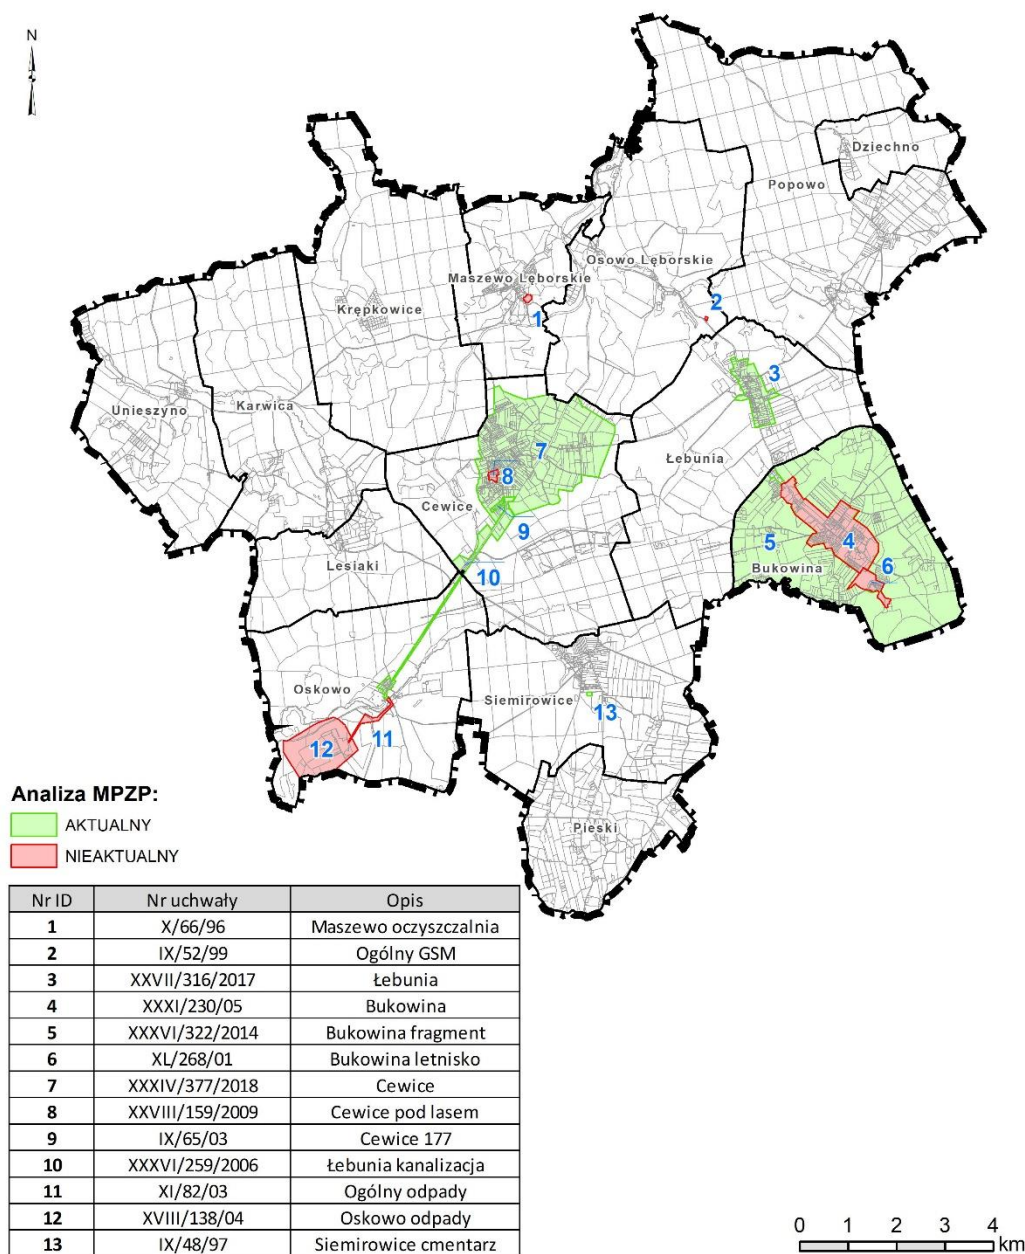 N
Dziechno
Popowo
Osowo Lęborskie
Maszewo Lęborskie
2
Krępkowice
1
3
Unieszyno
Karwica
7
Łebunia
8
Cewice
9
4
5
6
Bukowina
Lesiaki
10
Oskowo
Siemirowice
13
11
12
Pieski
Analiza MPZP:
AKTUALNY
NIEAKTUALNY
Nr ID Nr uchwały Opis
1 X/66/96 Maszewo oczyszczalnia
2 IX/52/99 Ogólny GSM
3 XXVII/316/2017 Łebunia
4 XXXI/230/05 Bukowina
5 XXXVI/322/2014 Bukowina fragment
6 XL/268/01 Bukowina letnisko
7 XXXIV/377/2018 Cewice
8 XXVIII/159/2009 Cewice pod lasem
9 IX/65/03 Cewice 177
10 XXXVI/259/2006 Łebunia kanalizacja
11 XI/82/03 Ogólny odpady
12 XVIII/138/04 Oskowo odpady
13 IX/48/97 Siemirowice cmentarz
0 1 2 3 4
km